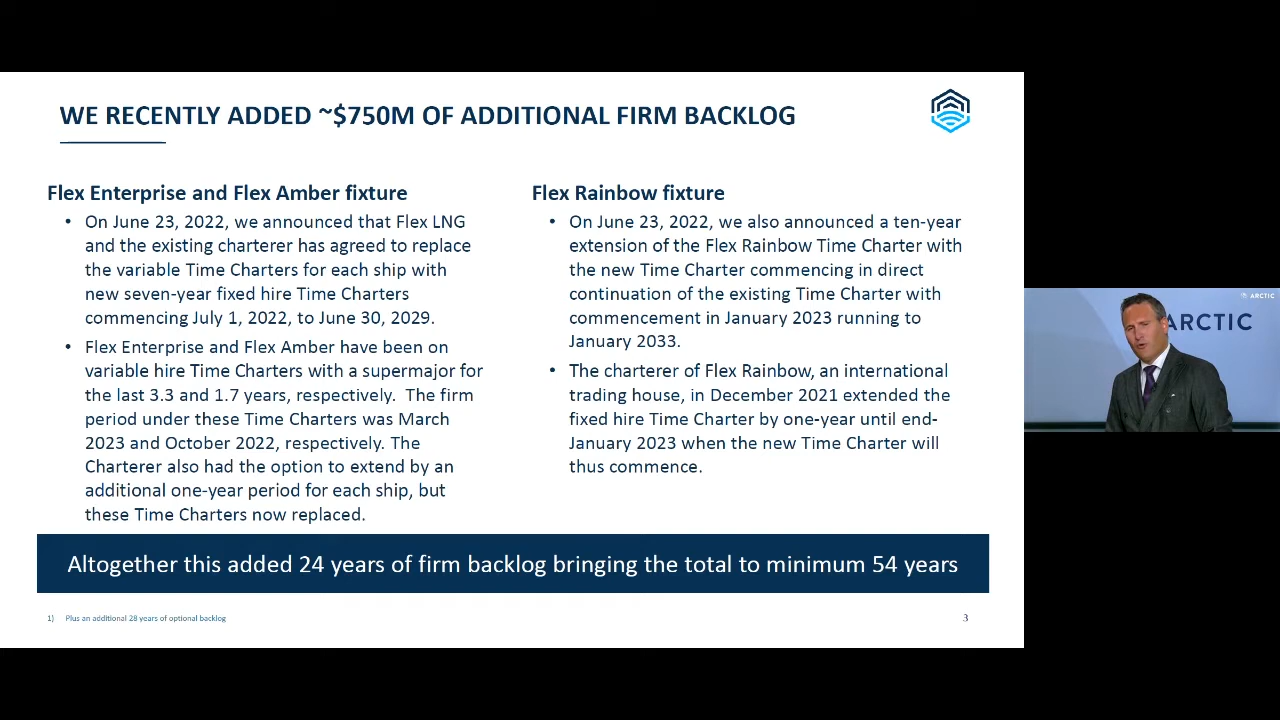 WE RECENTLY ADDED ~$750M OF ADDITIONAL FIRM BACKLOG
Flex Enterprise and Flex Amber fixture
• On June 23, 2022, we announced that Flex LNG
and the existing charterer has agreed to replace
the variable Time Charters for each ship with
new seven-year fixed hire Time Charters
commencing July 1, 2022, to June 30, 2029.
• Flex Enterprise and Flex Amber have been on
variable hire Time Charters with a supermajor for
the last 3.3 and 1.7 years, respectively.  The firm
period under these Time Charters was March
2023 and October 2022, respectively. The
Charterer also had the option to extend by an
additional one-year period for each ship, but
these Time Charters now replaced.
Flex Rainbow fixture
• On June 23, 2022, we also announced a ten-year
extension of the Flex Rainbow Time Charter with
the new Time Charter commencing in direct
continuation of the existing Time Charter with
commencement in January 2023 running to
January 2033.
• The charterer of Flex Rainbow, an international
trading house, in December 2021 extended the
fixed hire Time Charter by one-year until end-
January 2023 when the new Time Charter will
thus commence.
Altogether this added 24 years of firm backlog bringing the total to minimum 54 years
1) Plus an additional 28 years of optional backlog
3
ARCTIC
ARCTIC